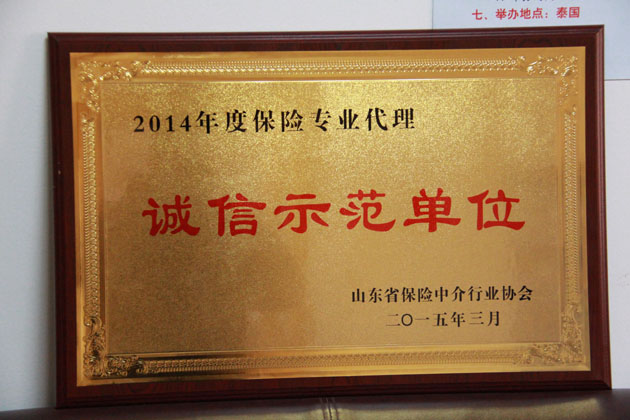 七、举办地点：泰国
2014年度保险专业代理
诚信示范单位
山东省保险中介行业协会
二〇一五年三月